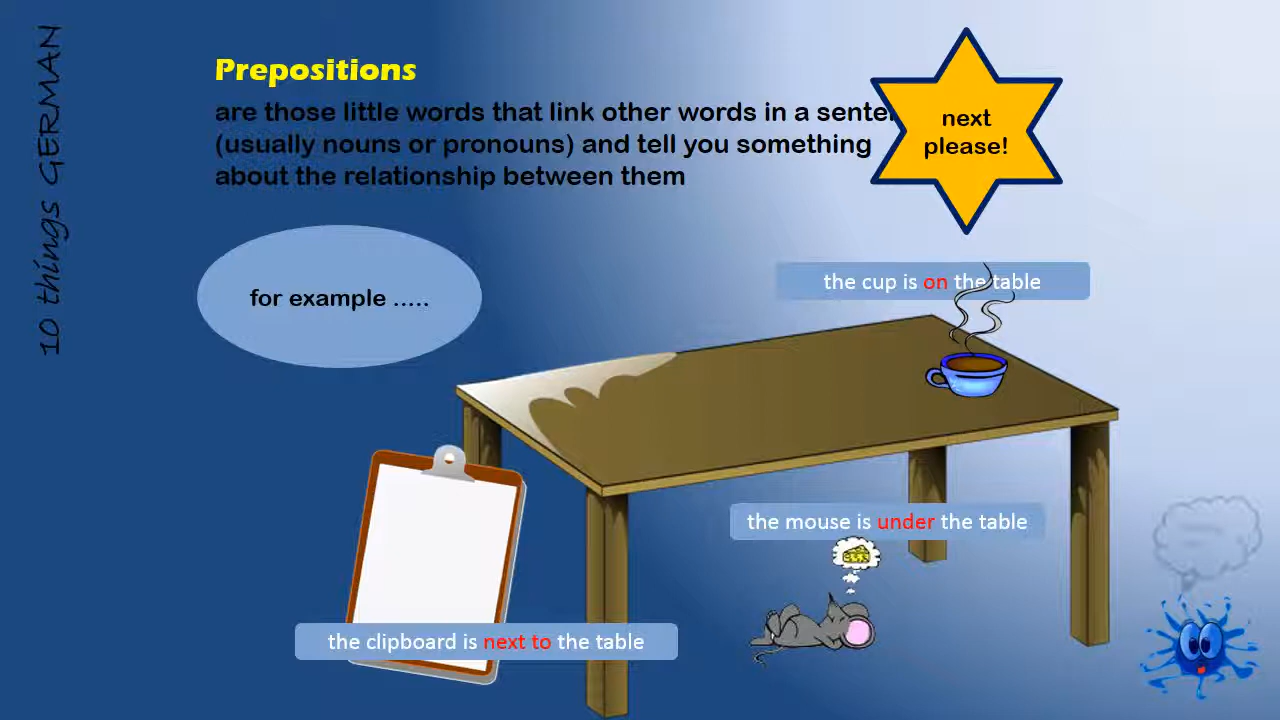 10 things GERMAN
Prepositions
are those little words that link other words in a
(usually nouns or pronouns) and tell you something
about the relationship between them
next
please!
for example .....
the cup is on the table
the mouse is under the table
the clipboard is next to the table